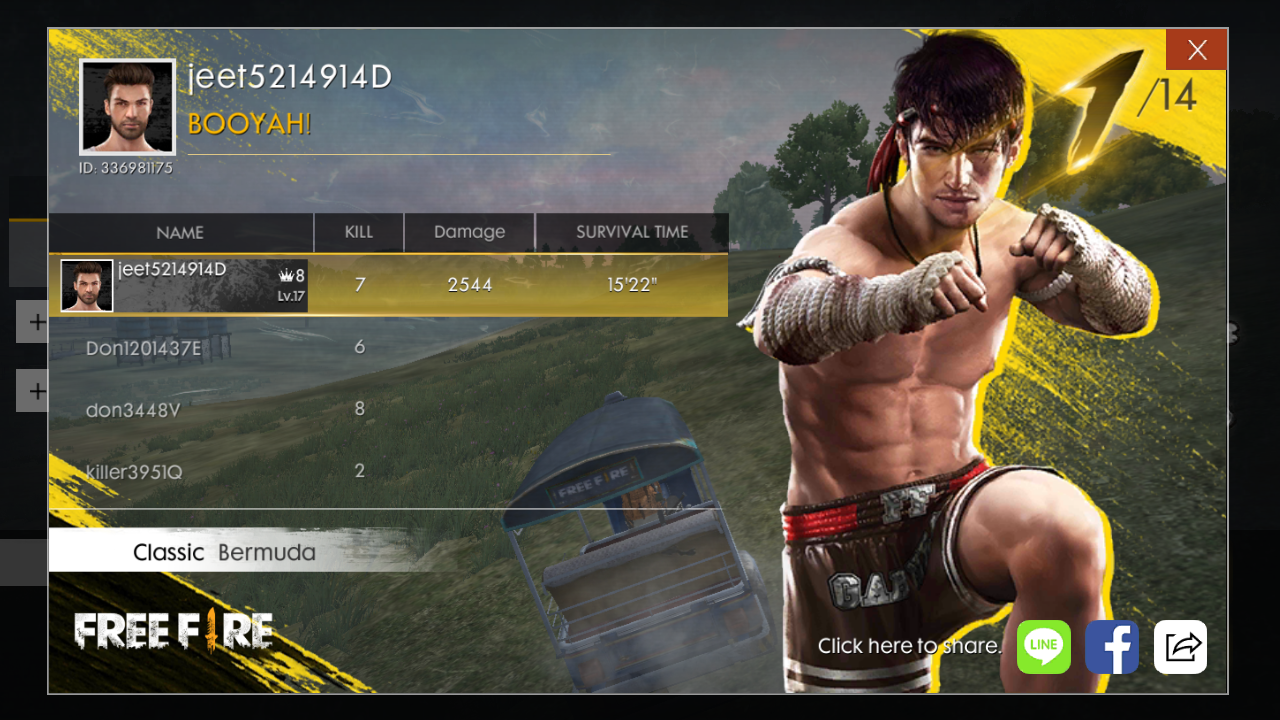 jeet5214914D
BOOYAH!
ID: 336981175
1/14
NAME KILL Damage SURVIVAL TIME
jeet5214914D 8 Lv.17 7 2544 15'22"
Don1201437E 6
don3448V 8
killer3951Q 2
FREE FIRE
FF
Classic Bermuda
FREE FIRE
Click here to share.
LINE
f